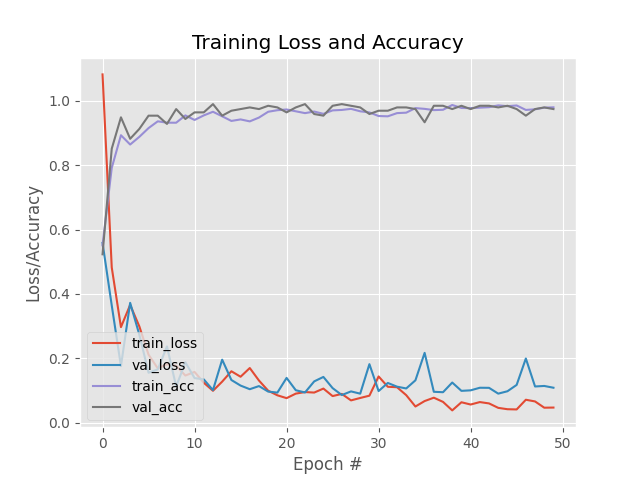 Training Loss and Accuracy
1.0
0.8
0.6
0.4
0.2
0.0
Loss/Accuracy
train_loss
val_loss
train_acc
val_acc
0
10
20
30
40
50
Epoch #